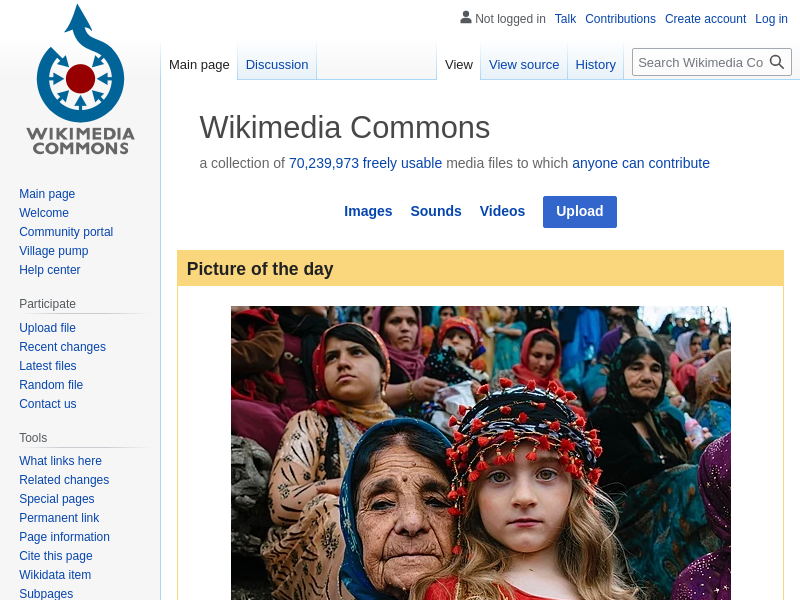 Not logged in Talk Contributions Create account Log in
Main page Discussion View View source History Search Wikimedia Co
WIKIMEDIA
COMMONS
Wikimedia Commons
a collection of 70,239,973 freely usable media files to which anyone can contribute
Images Sounds Videos Upload
Picture of the day
Main page
Welcome
Community portal
Village pump
Help center
Participate
Upload file
Recent changes
Latest files
Random file
Contact us
Tools
What links here
Related changes
Special pages
Permanent link
Page information
Cite this page
Wikidata item
Subpages